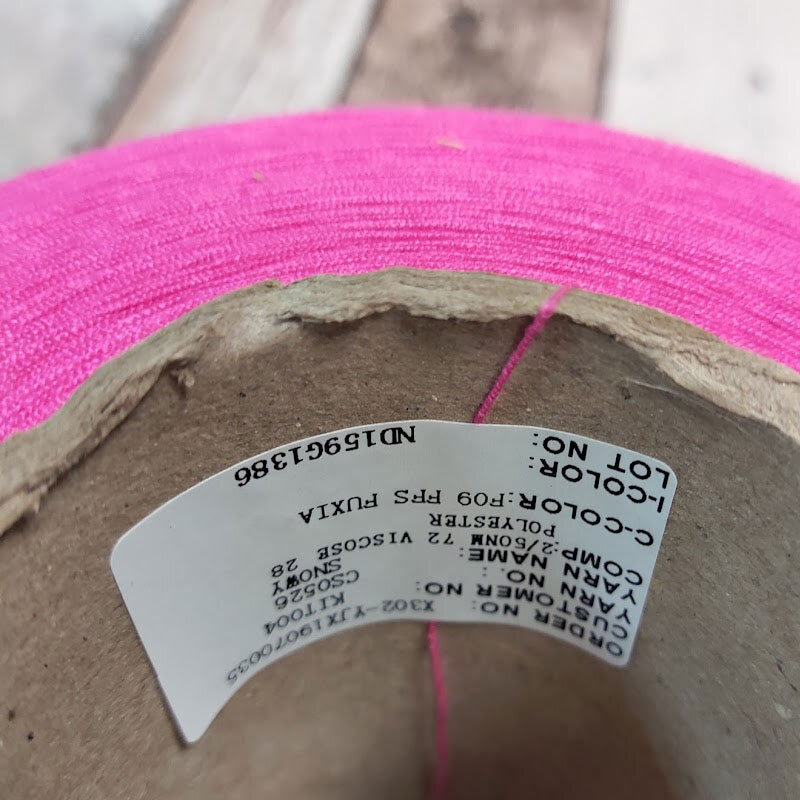 ORDER NO: X302-YJX19070035
CUSTOMER NO: KIT004
YARN NO.: CS0526
YARN NAME: SNOWY
COMP.: 2/50NM 72 VISCOSE 28
POLYESTER
C-COLOR: F09 FFS FUXIA
I-COLOR:
LOT NO: ND159G1386